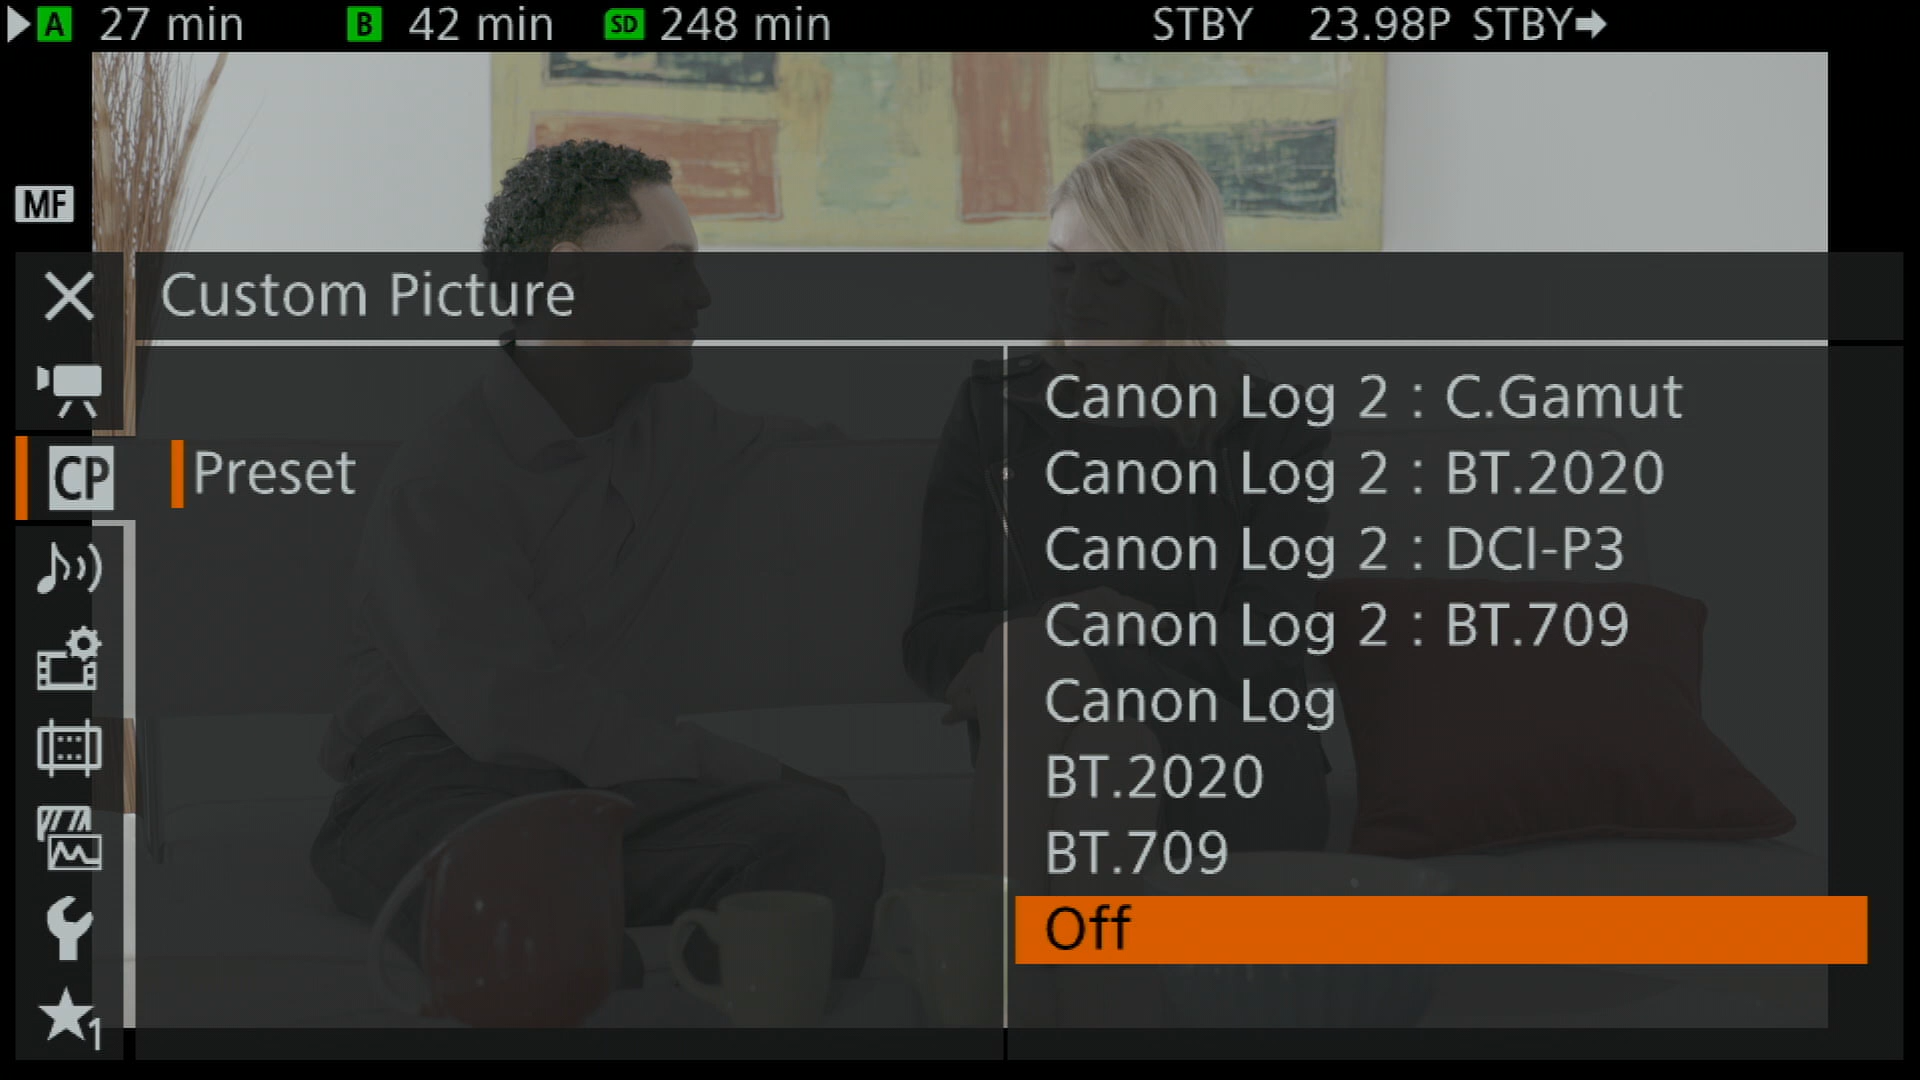 A 27 min B 42 min SD 248 min STBY 23.98P STBY
MF
Custom Picture
CP
Preset
Canon Log 2 : C.Gamut
Canon Log 2 : BT.2020
Canon Log 2 : DCI-P3
Canon Log 2 : BT.709
Canon Log
BT.2020
BT.709
Off
1